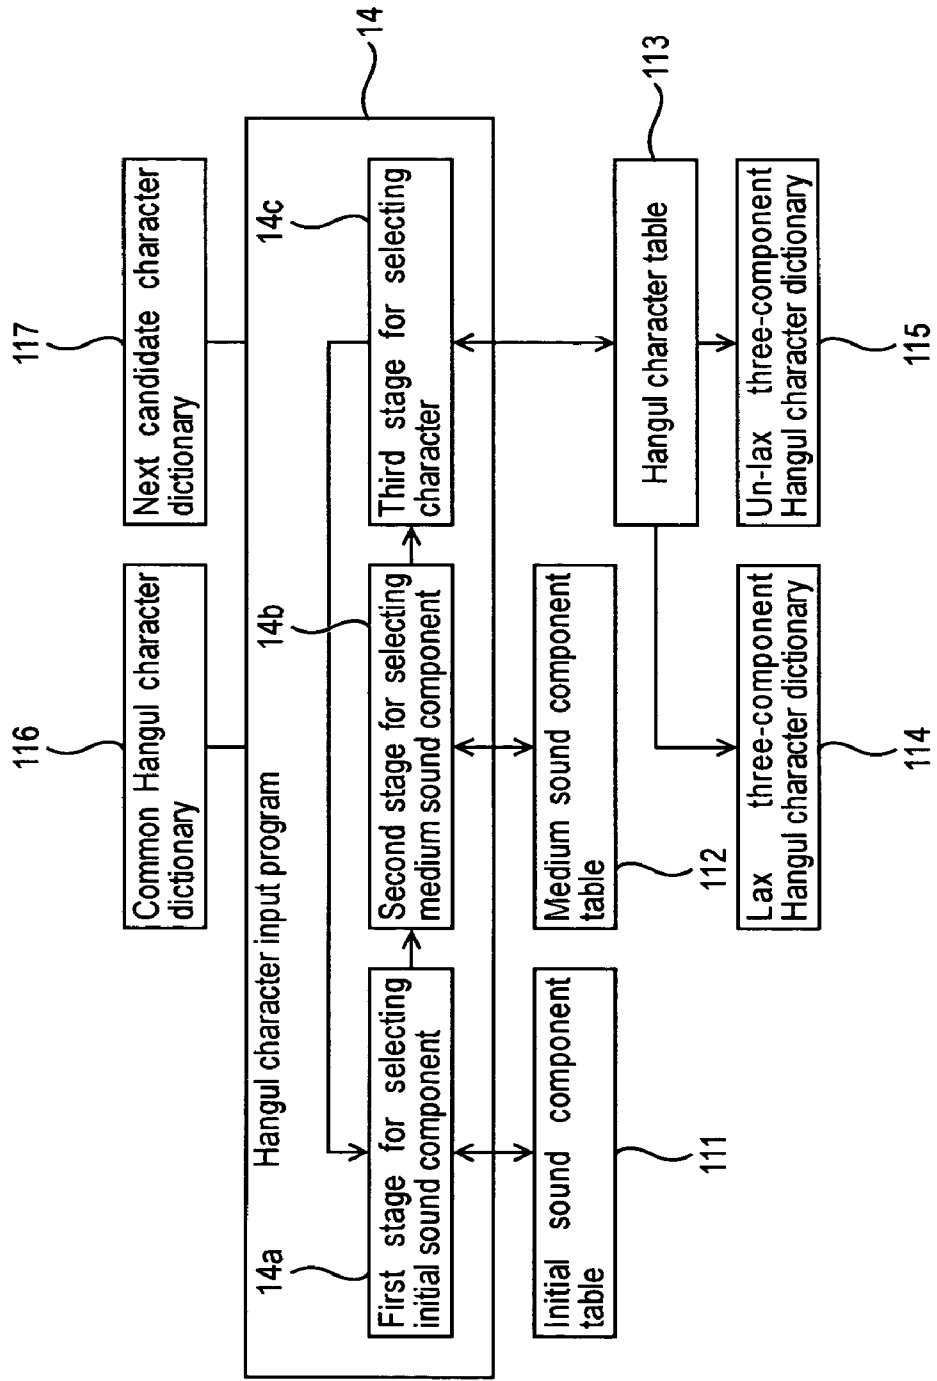 116
117
Common Hangul character
dictionary
Next candidate character
dictionary
14
Hangul character input program
14a
14b
14c
First stage for selecting
initial sound component
Second stage for selecting
medium sound component
Third stage for selecting
character
Initial sound component
table
Medium sound component
table
Hangul character table
111
112
113
Lax three-component
Hangul character dictionary
Un-lax three-component
Hangul character dictionary
114
115